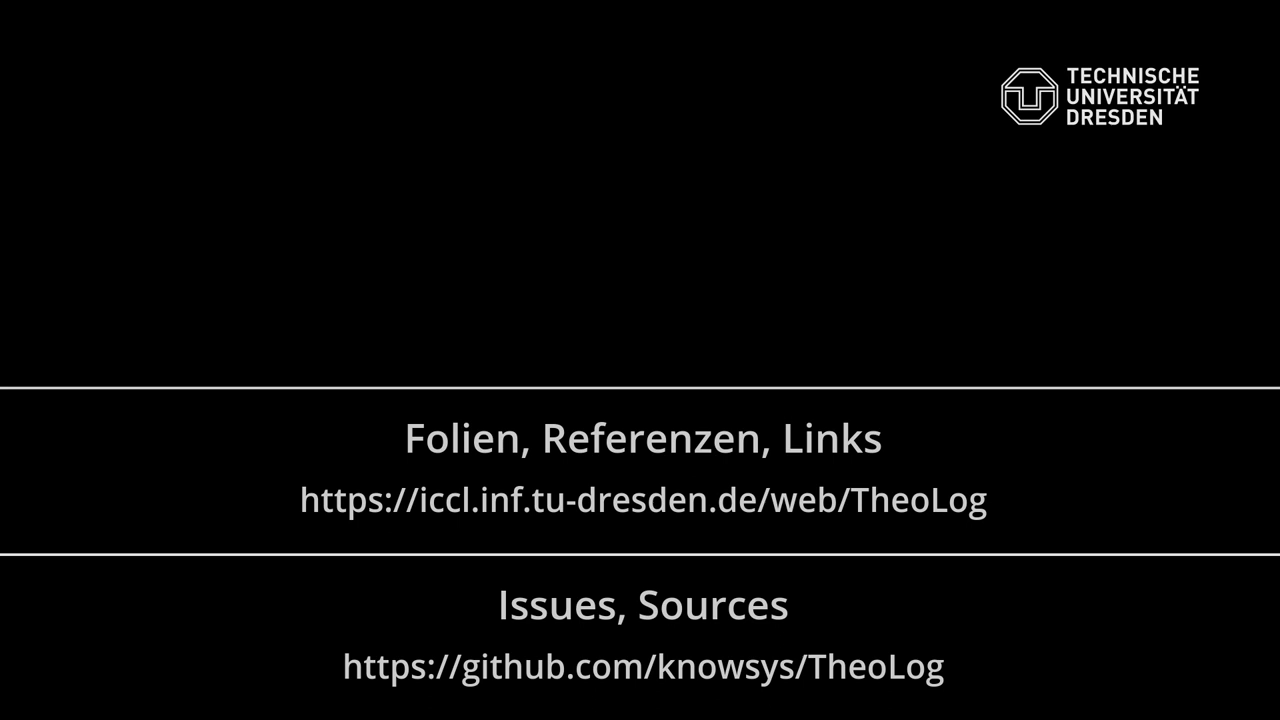 TECHNISCHE
UNIVERSITÄT
DRESDEN
Folien, Referenzen, Links
https://iccl.inf.tu-dresden.de/web/TheoLog
Issues, Sources
https://github.com/knowsys/TheoLog